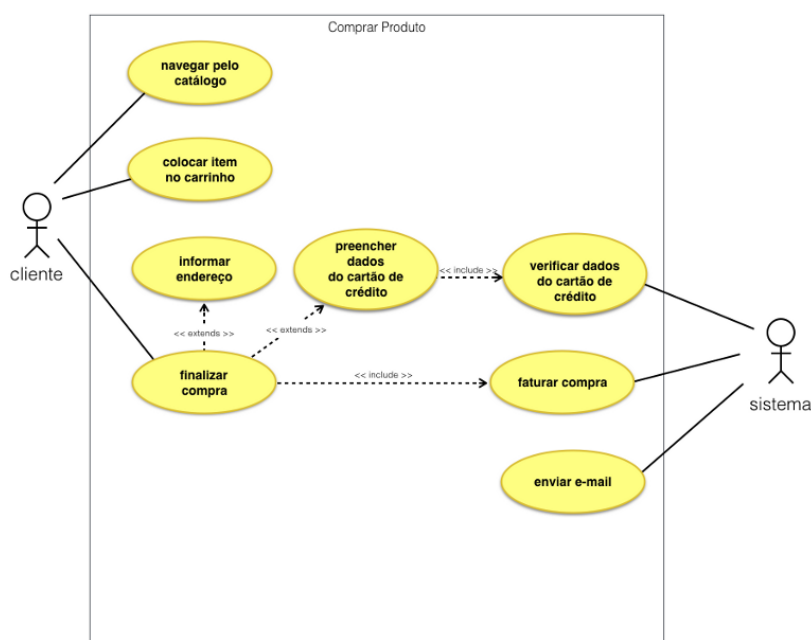 Comprar Produto
navegar pelo
catálogo
colocar item
no carrinho
cliente
informar
endereço
preencher
dados
do cartão de
crédito
<< include >>
verificar dados
do cartão de
crédito
<< extends >>
<< extends >>
finalizar
compra
<< include >>
faturar compra
sistema
enviar e-mail